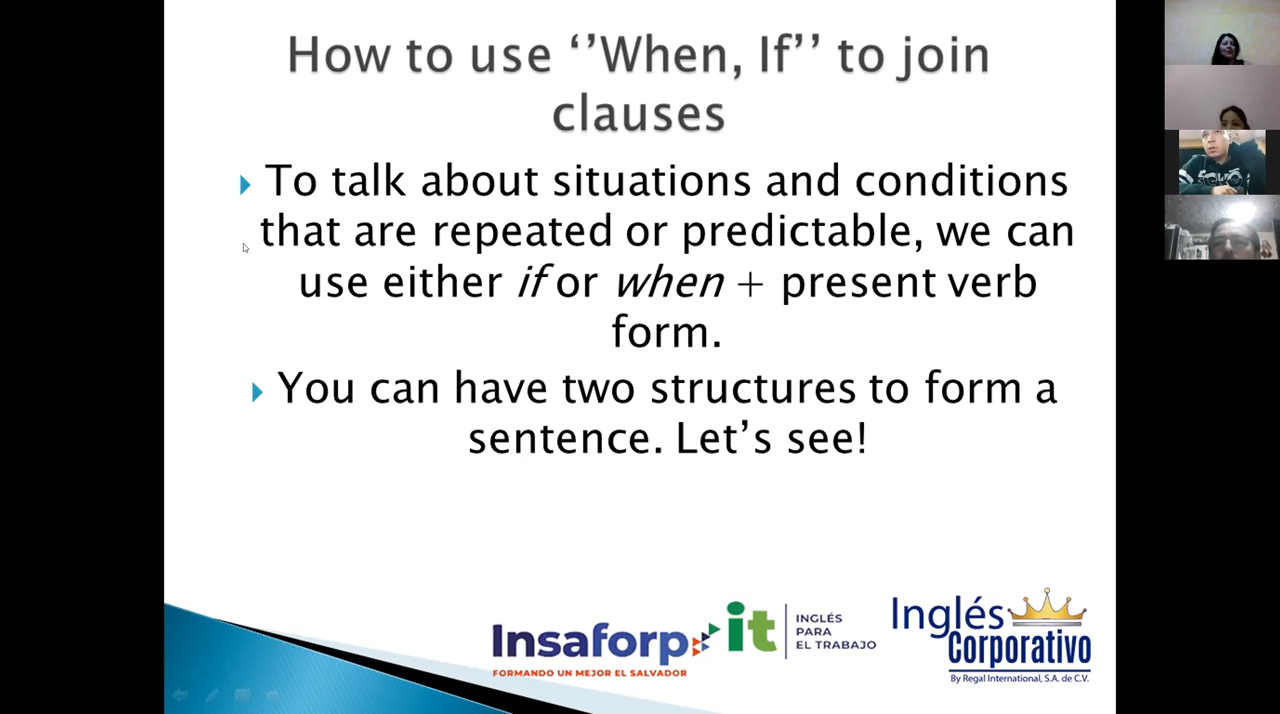 How to use ‘’When, If’’ to join
clauses
To talk about situations and conditions
that are repeated or predictable, we can
use either if or when + present verb
form.
You can have two structures to form a
sentence. Let’s see!
Insaforp
FORMANDO UN MEJOR EL SALVADOR
it
INGLÉS
PARA
EL TRABAJO
Inglés
Corporativo
By Regal International, S.A. de C.V.